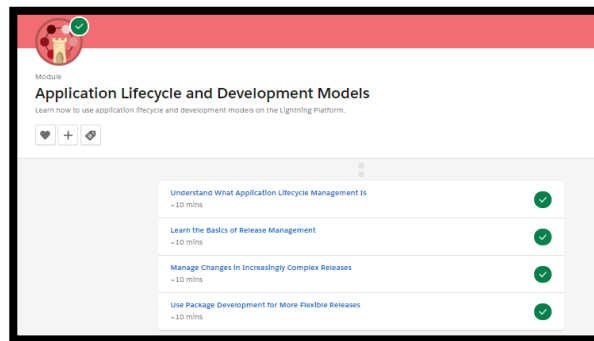 Module
Application Lifecycle and Development Models
Learn how to use application lifecycle and development models on the Lightning Platform.
Understand What Application Lifecycle Management Is
~10 mins
Learn the Basics of Release Management
~10 mins
Manage Changes in Increasingly Complex Releases
~10 mins
Use Package Development for More Flexible Releases
~10 mins